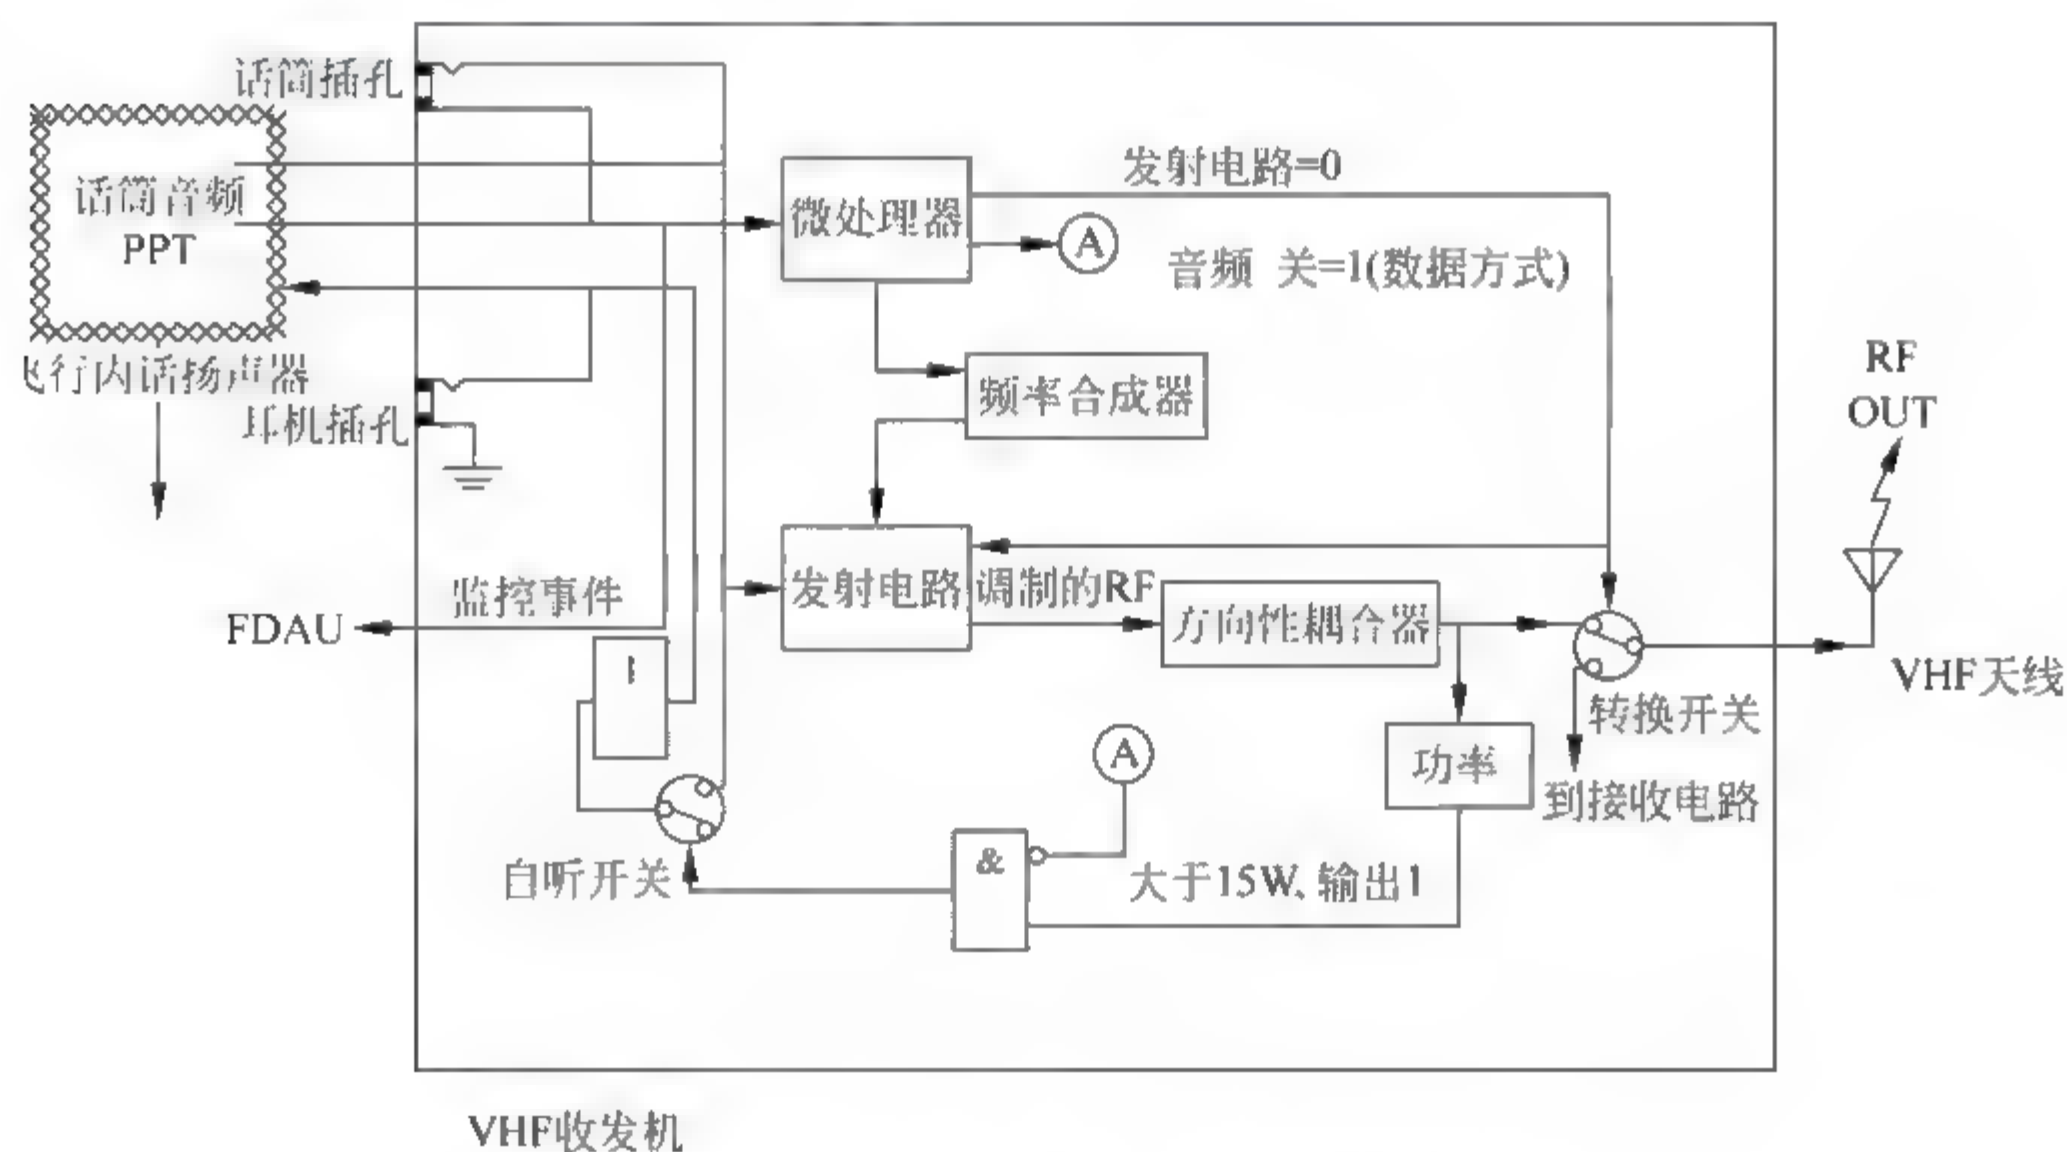 话筒插孔
话筒音频
PPT
飞行内话扬声器
耳机插孔
微处理器
发射电路=0
A
音频 关=1(数据方式)
频率合成器
RF
OUT
监控事件
FDAU
发射电路
调制的RF
方向性耦合器
VHF天线
转换开关
功率
到接收电路
A
自听开关
&
大于15W、输出1
VHF收发机